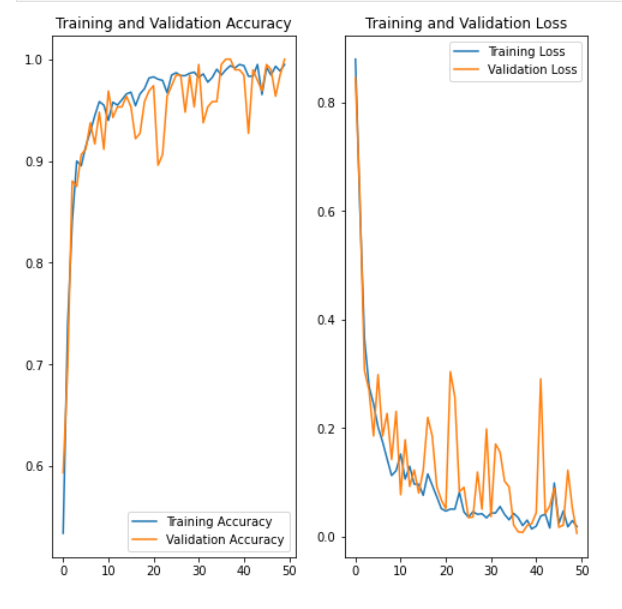 Training and Validation Accuracy
1.0
0.9
0.8
0.7
0.6
0 10 20 30 40 50
Training Accuracy
Validation Accuracy
Training and Validation Loss
Training Loss
Validation Loss
0.8
0.6
0.4
0.2
0.0
0 10 20 30 40 50